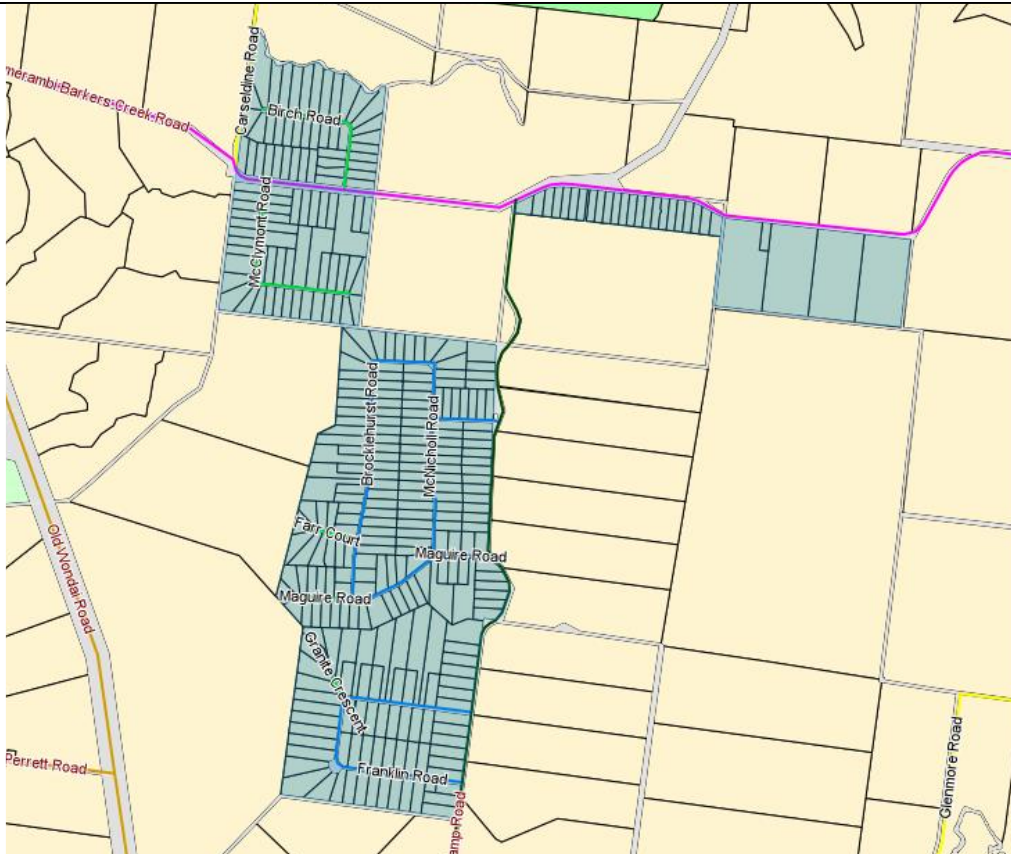 Carseldine Road
merambi Barkers Creek Road
Birch Road
McClymont Road
Brocklehurst Road
McNicholl Road
Farr Court
Maguire Road
Maguire Road
Old Wondai Road
Granite Crescent
Franklin Road
Perrett Road
amp Road
Glenmore Road